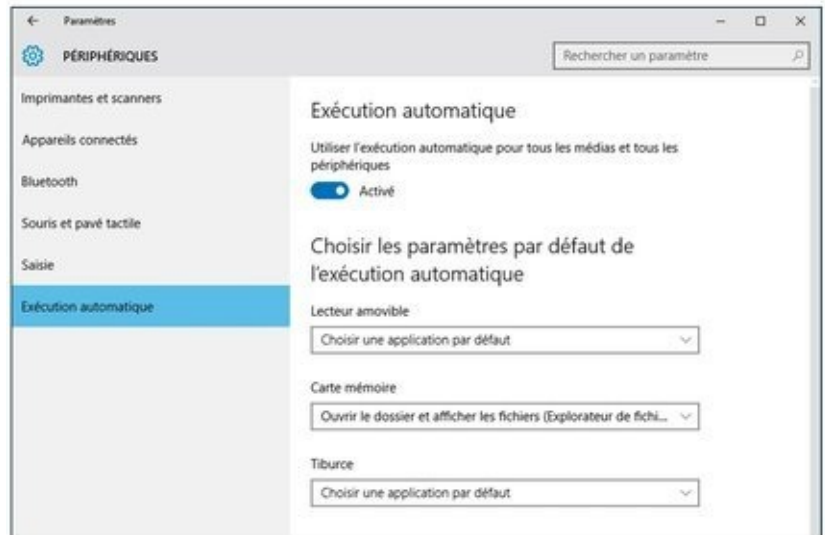 Paramètres
PÉRIPHÉRIQUES
Rechercher un paramètre
Imprimantes et scanners
Appareils connectés
Bluetooth
Souris et pavé tactile
Saisie
Exécution automatique
Exécution automatique
Utiliser l'exécution automatique pour tous les médias et tous les
périphériques
Activé
Choisir les paramètres par défaut de
l'exécution automatique
Lecteur amovible
Choisir une application par défaut
Carte mémoire
Ouvrir le dossier et afficher les fichiers (Explorateur de fichi...
Tiburce
Choisir une application par défaut